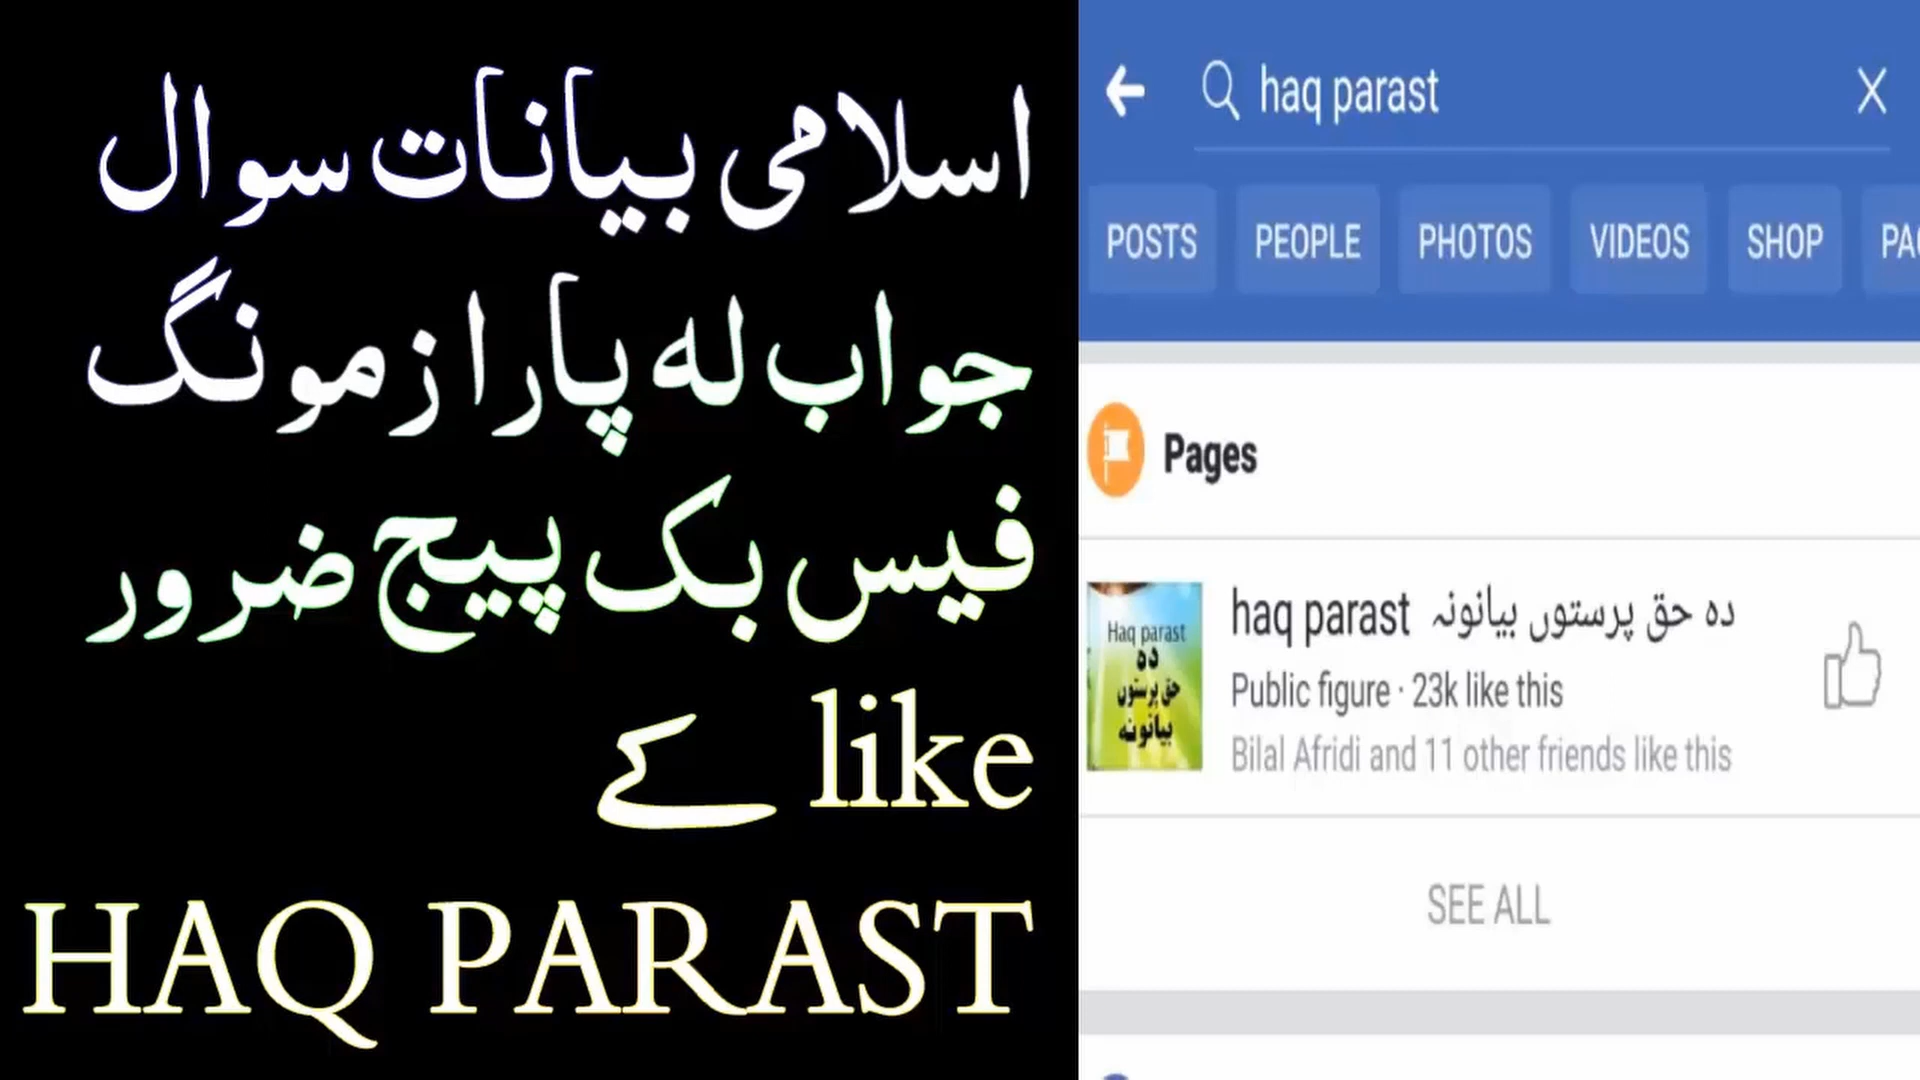 اسلامی بیانات سوال
جواب له پارا زمونگ
فیس بک پیج ضرور
like کے
HAQ PARAST
haq parast
POSTS PEOPLE PHOTOS VIDEOS SHOP PAG
Pages
haq parast ده حق پرستوں بیانونہ
Public figure · 23k like this
Bilal Afridi and 11 other friends like this
Haq parast
ده
حق پرستوں
بیانونه
SEE ALL